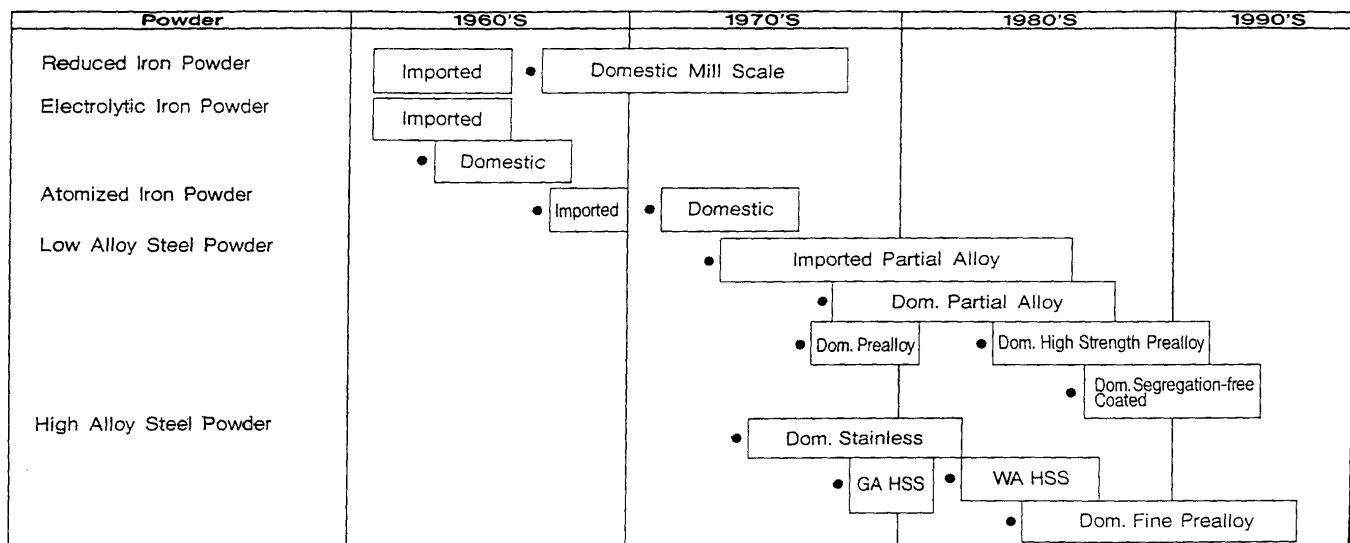 Powder 1960'S 1970'S 1980'S 1990'S
Reduced Iron Powder Imported Domestic Mill Scale
Electrolytic Iron Powder Imported
Domestic
Atomized Iron Powder Imported Domestic
Low Alloy Steel Powder Imported Partial Alloy
Dom. Partial Alloy
Dom. Prealloy Dom. High Strength Prealloy
Dom. Segregation-free
Coated
High Alloy Steel Powder Dom. Stainless
GA HSS WA HSS
Dom. Fine Prealloy